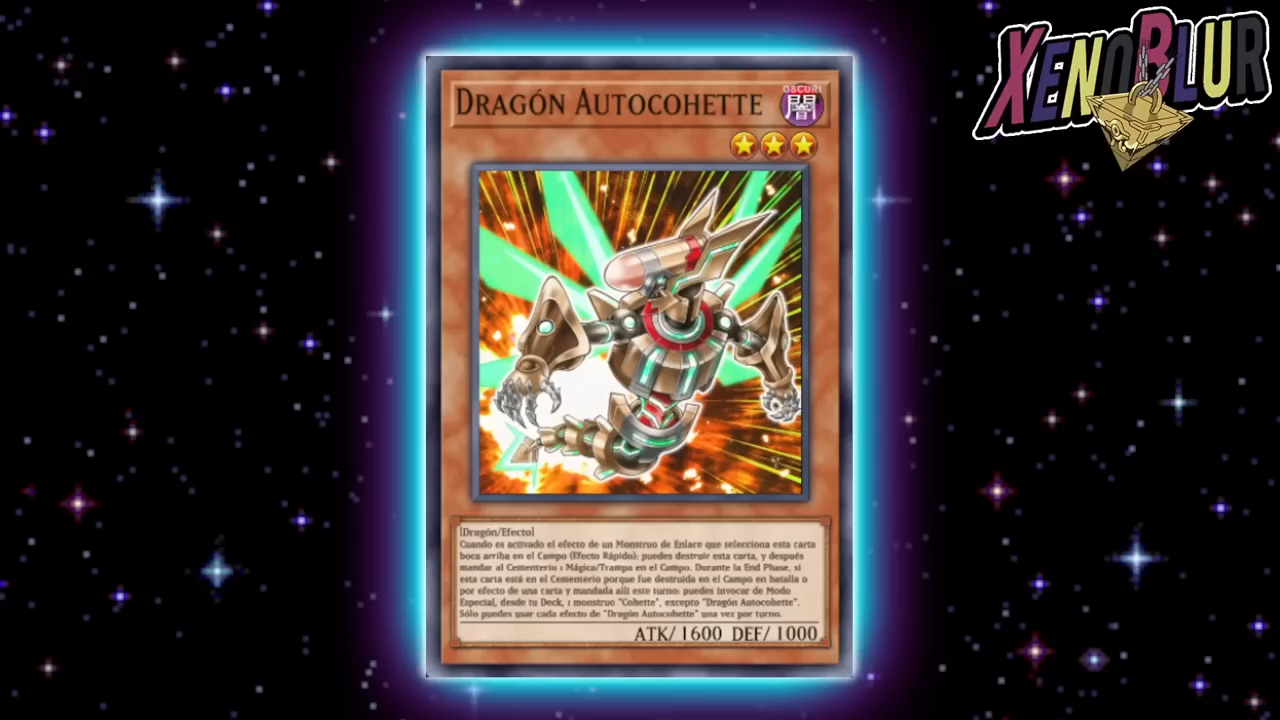 XENOBLUR
DRAGÓN AUTOCOHETTE
OSCURI
闇
[Dragón/Efecto]
Cuando es activado el efecto de un Monstruo de Enlace que selecciona esta carta
boca arriba en el Campo (Efecto Rápido): puedes destruir esta carta, y después
mandar al Cementerio 1 Mágica/Trampa en el Campo. Durante la End Phase, si
esta carta está en el Cementerio porque fue destruida en el Campo en batalla o
por efecto de una carta y mandada allí este turno: puedes Invocar de Modo
Especial, desde tu Deck, 1 monstruo "Cohette", excepto "Dragón Autocohette".
Sólo puedes usar cada efecto de "Dragón Autocohette" una vez por turno.
ATK/ 1600 DEF/ 1000